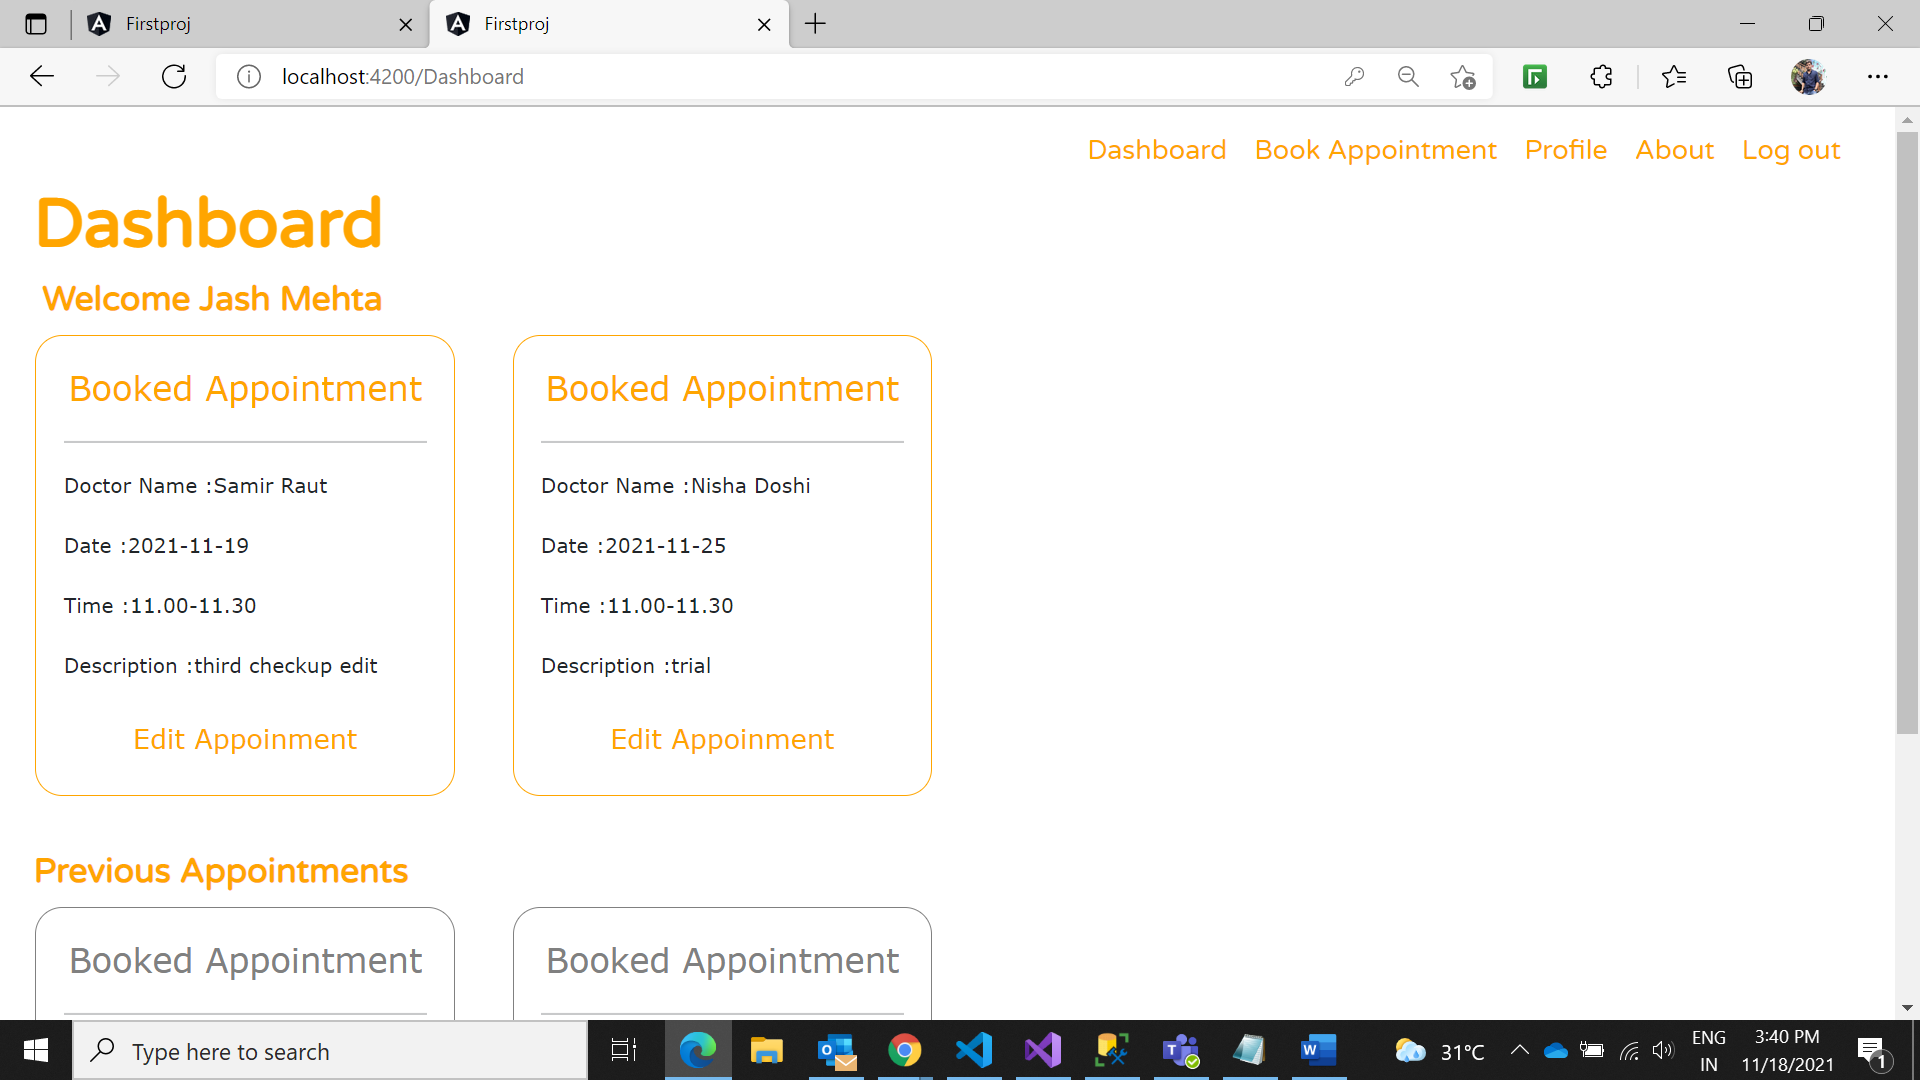 Firstproj
Firstproj
localhost:4200/Dashboard
Dashboard Book Appointment Profile About Log out
Dashboard
Welcome Jash Mehta
Booked Appointment
Doctor Name :Samir Raut
Date :2021-11-19
Time :11.00-11.30
Description :third checkup edit
Edit Appoinment
Booked Appointment
Doctor Name :Nisha Doshi
Date :2021-11-25
Time :11.00-11.30
Description :trial
Edit Appoinment
Previous Appointments
Booked Appointment
Booked Appointment
Type here to search
31°C
ENG
IN
3:40 PM
11/18/2021
1